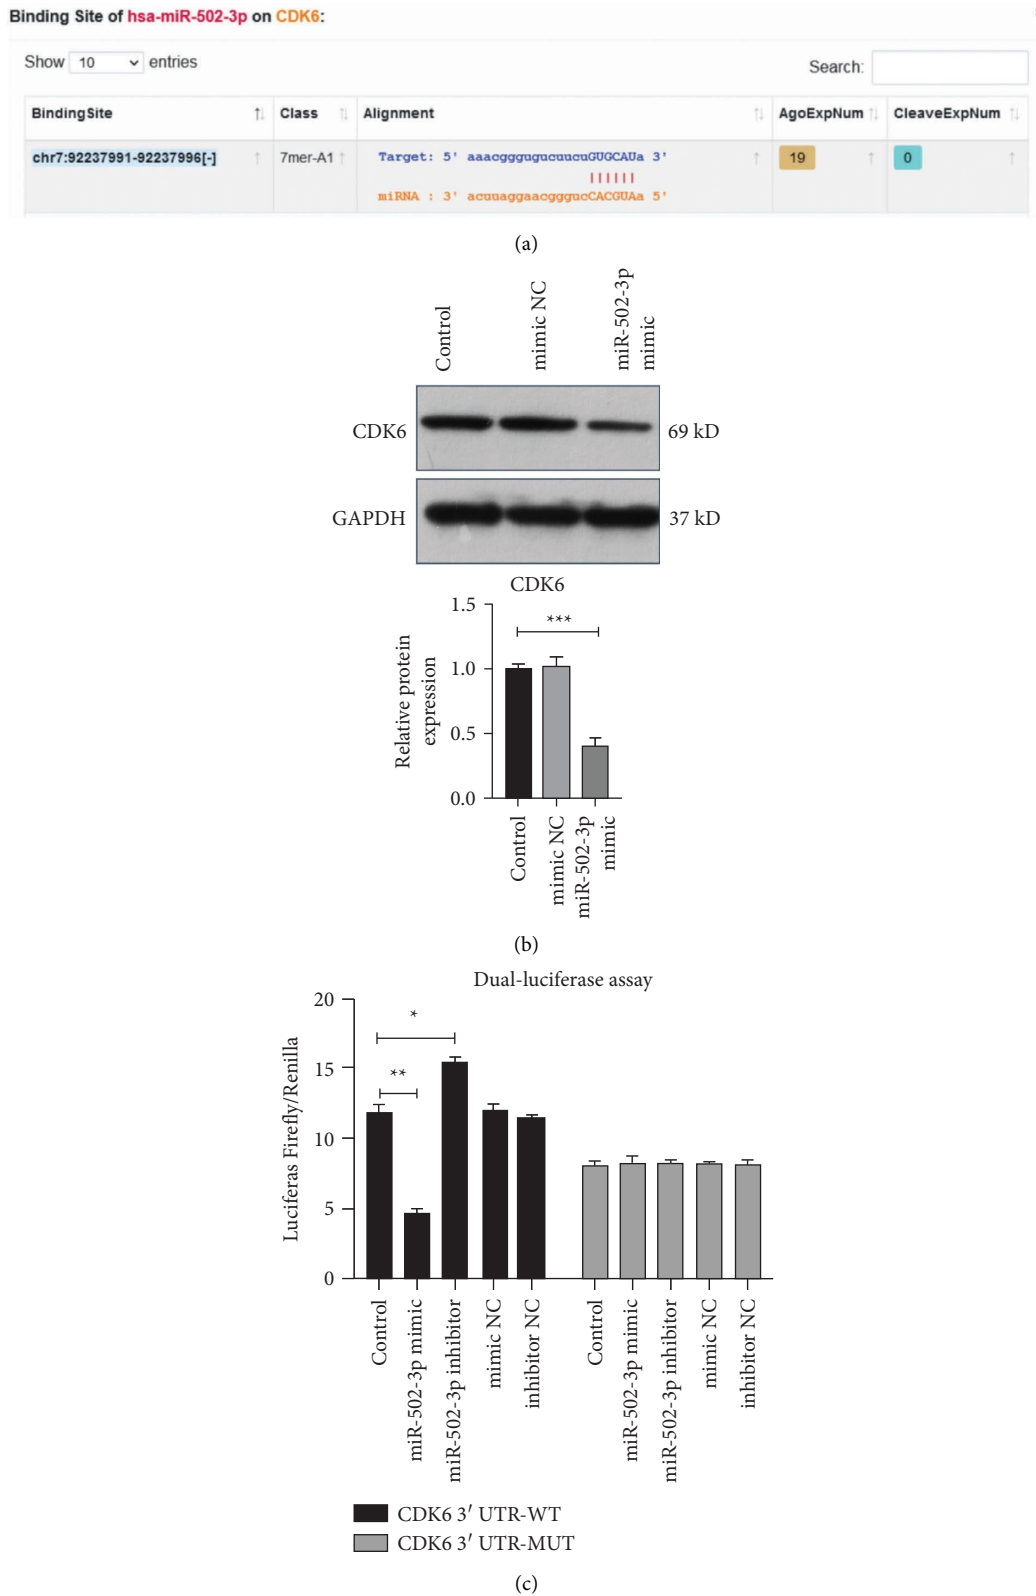 Binding Site of hsa-miR-502-3p on CDK6:
Show 10 entries
Search:
BindingSite Class Alignment AgoExpNum CleaveExpNum
chr7:92237991-92237996[-] 7mer-A1 Target: 5' aaacgggugucuucuGUGCAUa 3' 19 0
miRNA : 3' acuuaggaacgggucCACGUAa 5'
(a)
Control
mimic NC
miR-502-3p
mimic
CDK6
69 kD
GAPDH
37 kD
CDK6
Relative protein
expression
1.5
1.0
0.5
0.0
***
Control
mimic NC
miR-502-3p
mimic
(b)
Dual-luciferase assay
Luciferas Firefly/Renilla
20
15
10
5
0
*
**
Control
miR-502-3p mimic
miR-502-3p inhibitor
mimic NC
inhibitor NC
Control
miR-502-3p mimic
miR-502-3p inhibitor
mimic NC
inhibitor NC
CDK6 3′ UTR-WT
CDK6 3′ UTR-MUT
(c)